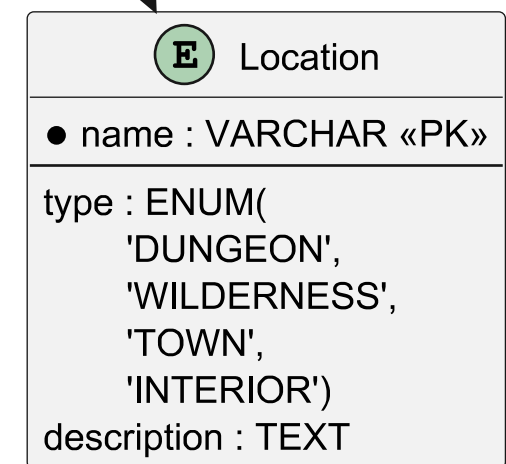 E Location
● name : VARCHAR «PK»
type : ENUM(
'DUNGEON',
'WILDERNESS',
'TOWN',
'INTERIOR')
description : TEXT